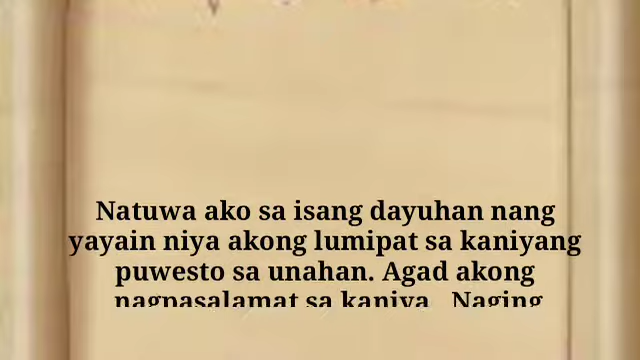 Natuwa ako sa isang dayuhan nang
yayain niya akong lumipat sa kaniyang
puwesto sa unahan. Agad akong
nagpasalamat sa kaniya. Naging